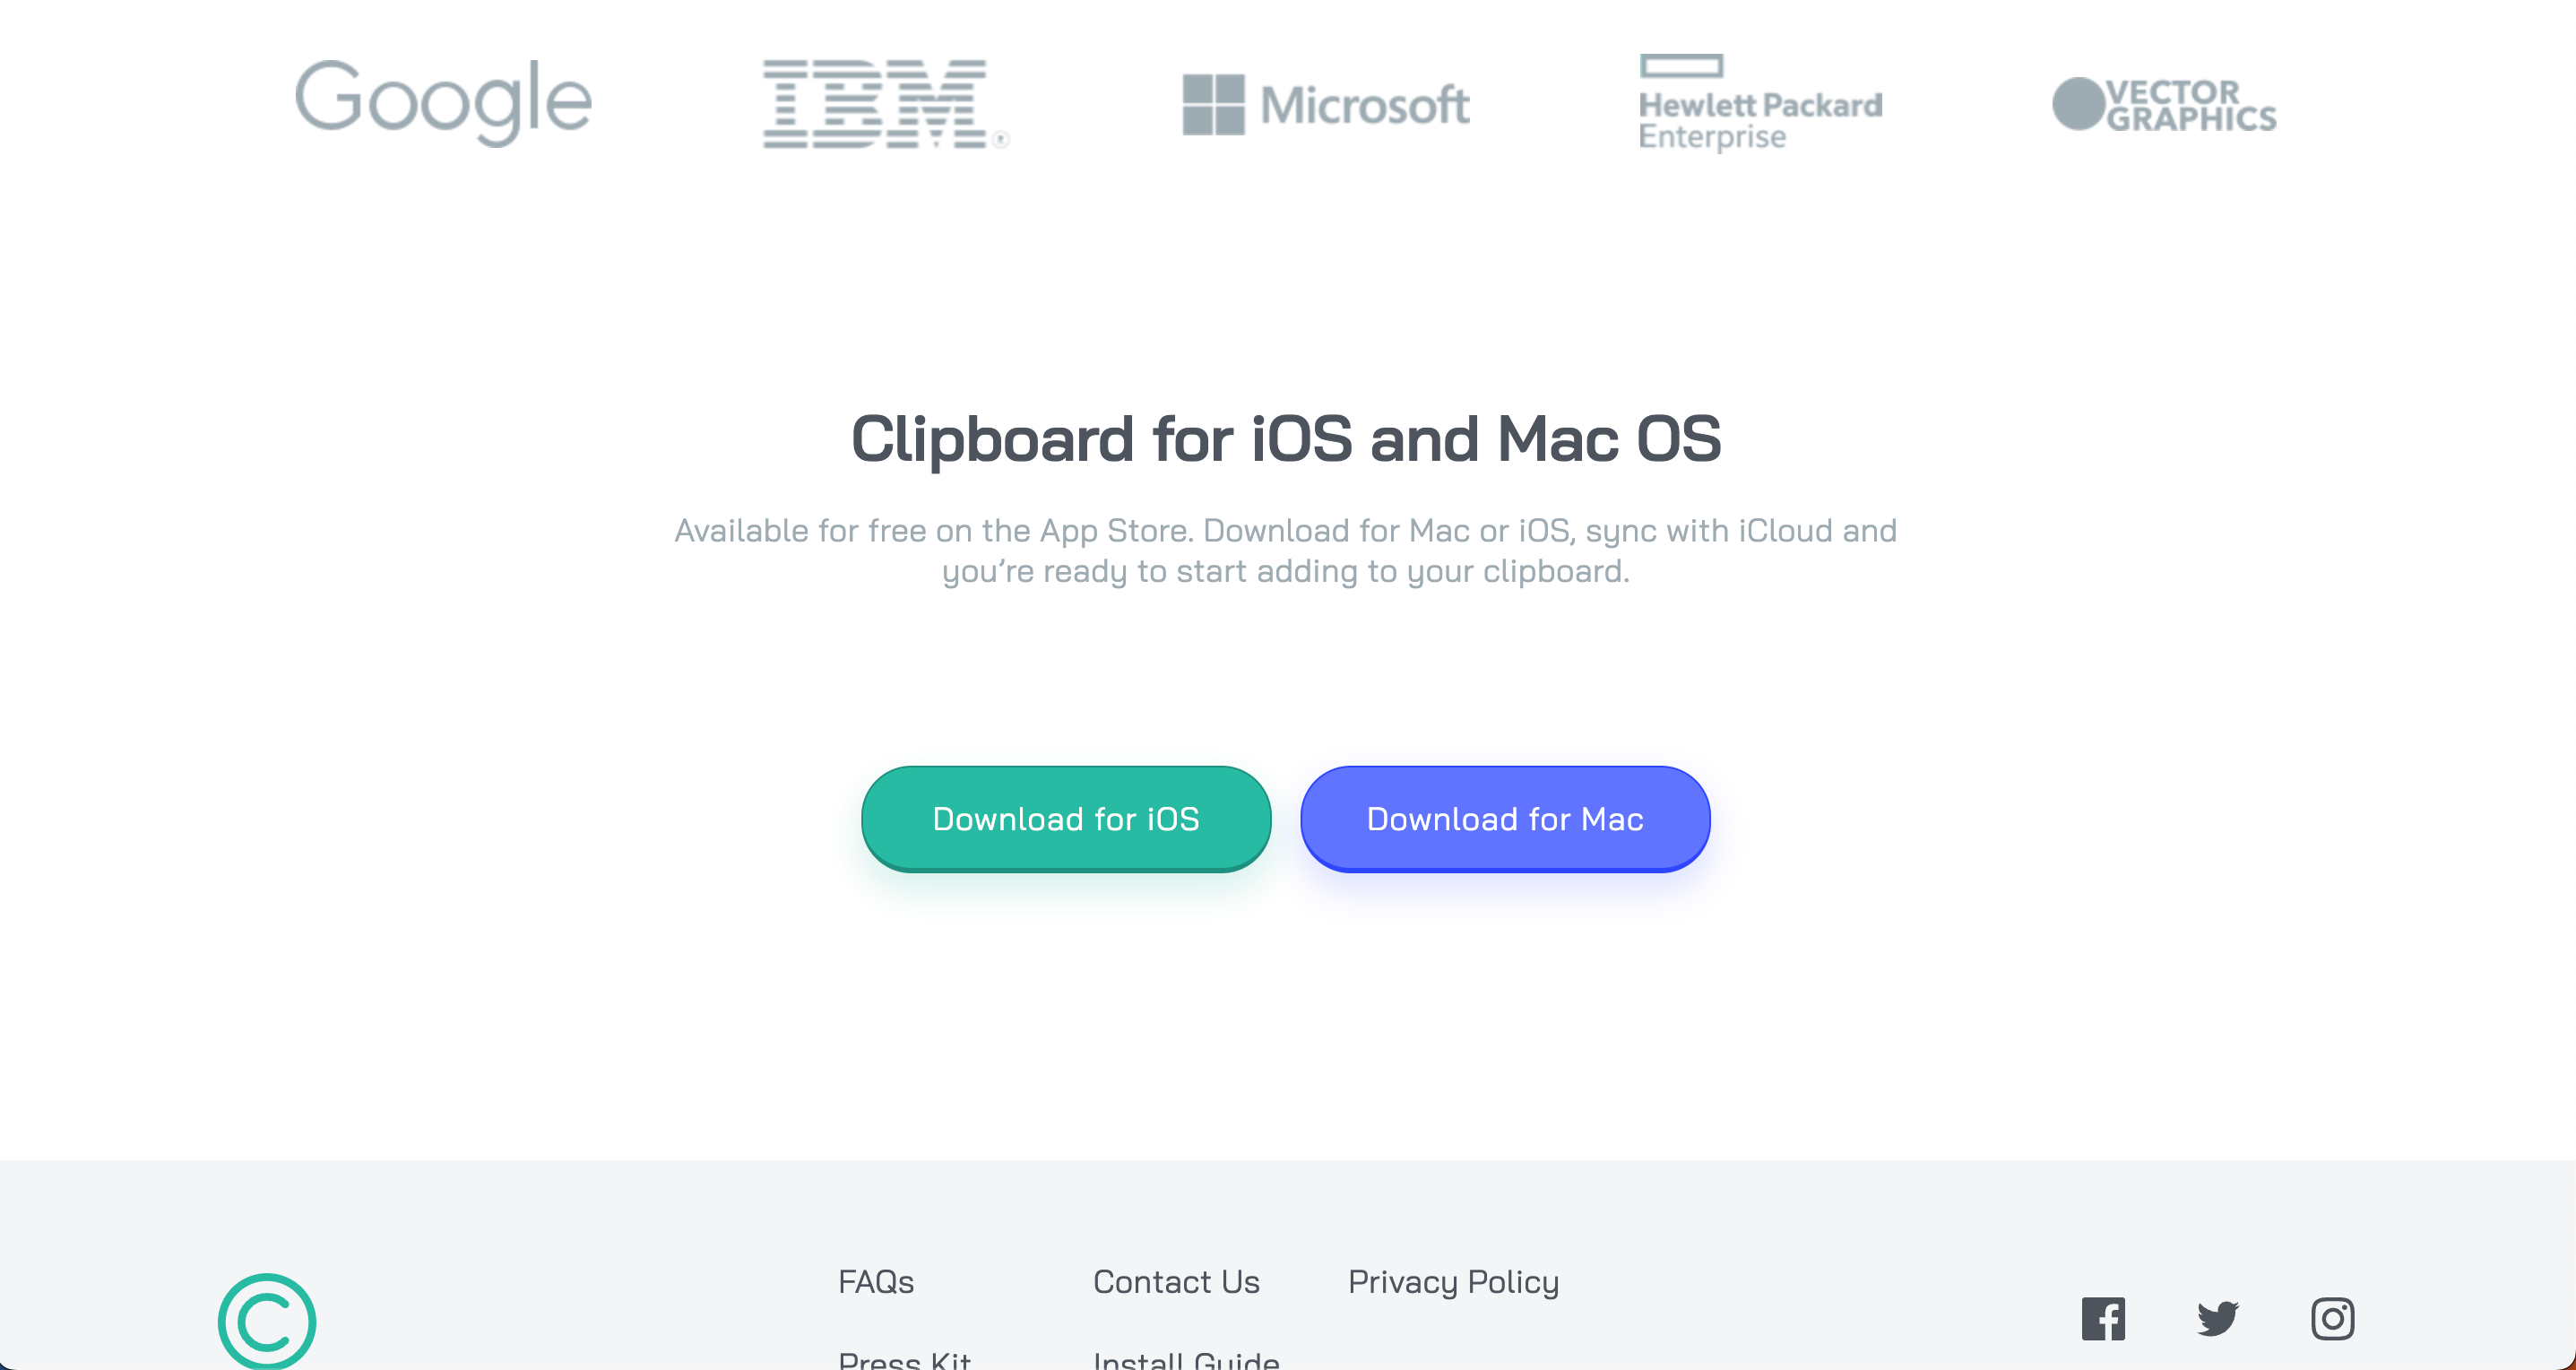 Google
IBM®
Microsoft
Hewlett Packard
Enterprise
VECTOR
GRAPHICS
Clipboard for iOS and Mac OS
Available for free on the App Store. Download for Mac or iOS, sync with iCloud and
you’re ready to start adding to your clipboard.
Download for iOS
Download for Mac
C
FAQs
Contact Us
Privacy Policy
Press Kit
Install Guide